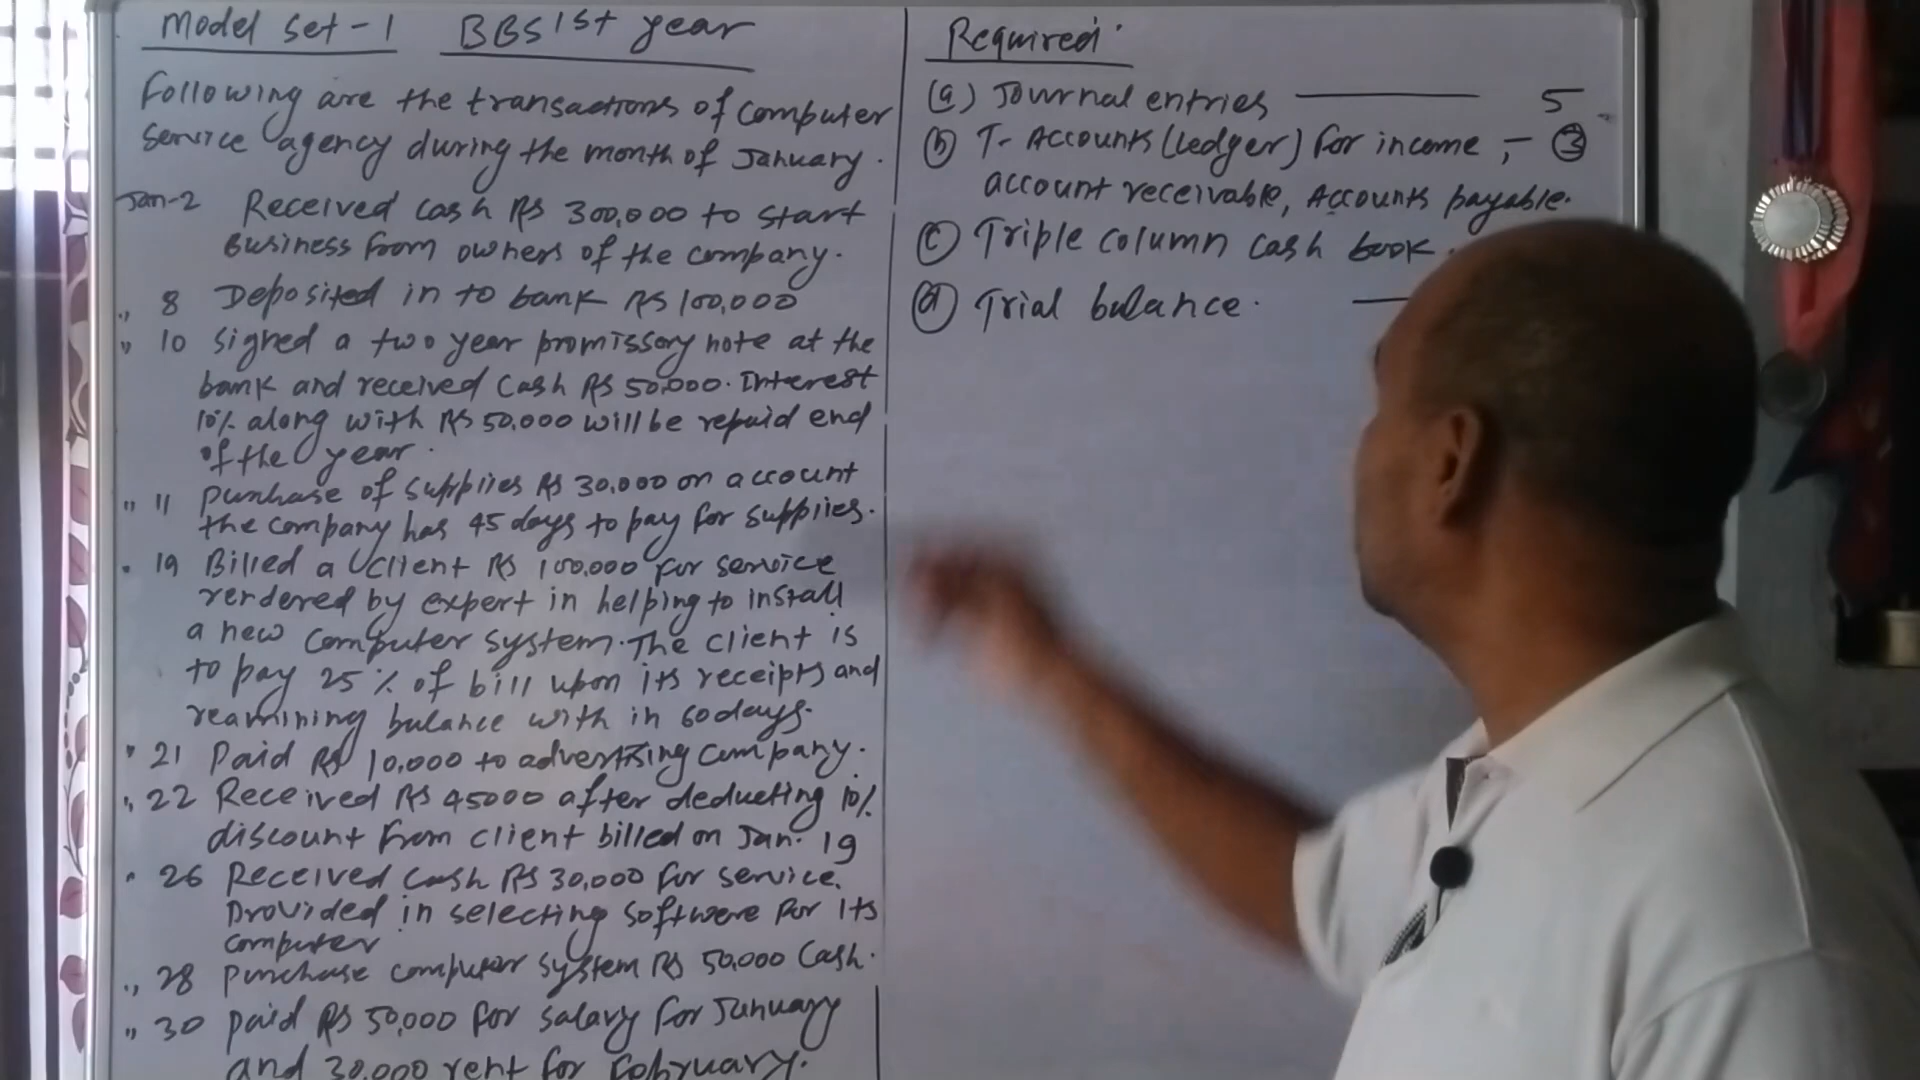 Model Set - 1 BBS 1st year
Following are the transactions of computer
service agency during the month of January.
Jan-2 Received cash Rs 300,000 to start
Business from owners of the company.
,, 8 Deposited in to bank Rs 100,000
,, 10 signed a two year promissory note at the
bank and received cash Rs 50,000. Interest
10% along with Rs 50,000 will be repaid end
of the year.
,, 11 purchase of supplies Rs 30,000 on account
the company has 45 days to pay for supplies.
" 19 Billed a client Rs 100,000 for service
rendered by expert in helping to install
a new computer system. The client is
to pay 25% of bill upon its receipts and
reamining balance with in 60 days.
" 21 Paid Rs 10,000 to advertising company.
,, 22 Received Rs 45000 after deducting 10%
discount from client billed on Jan. 19
" 26 Received cash Rs 30,000 for service.
Provided in selecting software for its
computer
,, 28 purchase computer system Rs 50,000 cash.
,, 30 paid Rs 50,000 for salary for January
and 30,000 rent for February.
Required:
(a) Journal entries 5
(b) T- Accounts (ledger) for income, - 3
account receivable, Accounts payable.
(c) Triple column cash book.
(d) Trial balance.